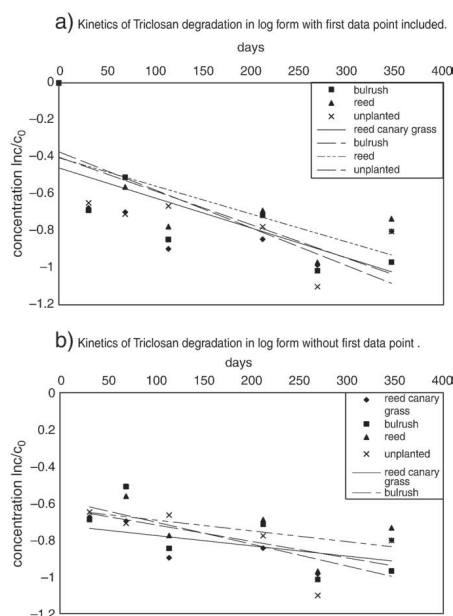 a) Kinetics of Triclosan degradation in log form with first data point included.
days
0 50 100 150 200 250 300 350 400
0
−0.2
−0.4
−0.6
−0.8
−1
−1.2
concentration lnc/c0
bulrush
reed
unplanted
reed canary grass
bulrush
reed
unplanted
b) Kinetics of Triclosan degradation in log form without first data point .
days
0 50 100 150 200 250 300 350 400
0
−0.2
−0.4
−0.6
−0.8
−1
−1.2
concentration lnc/c0
reed canary
grass
bulrush
reed
unplanted
reed canary
grass
bulrush